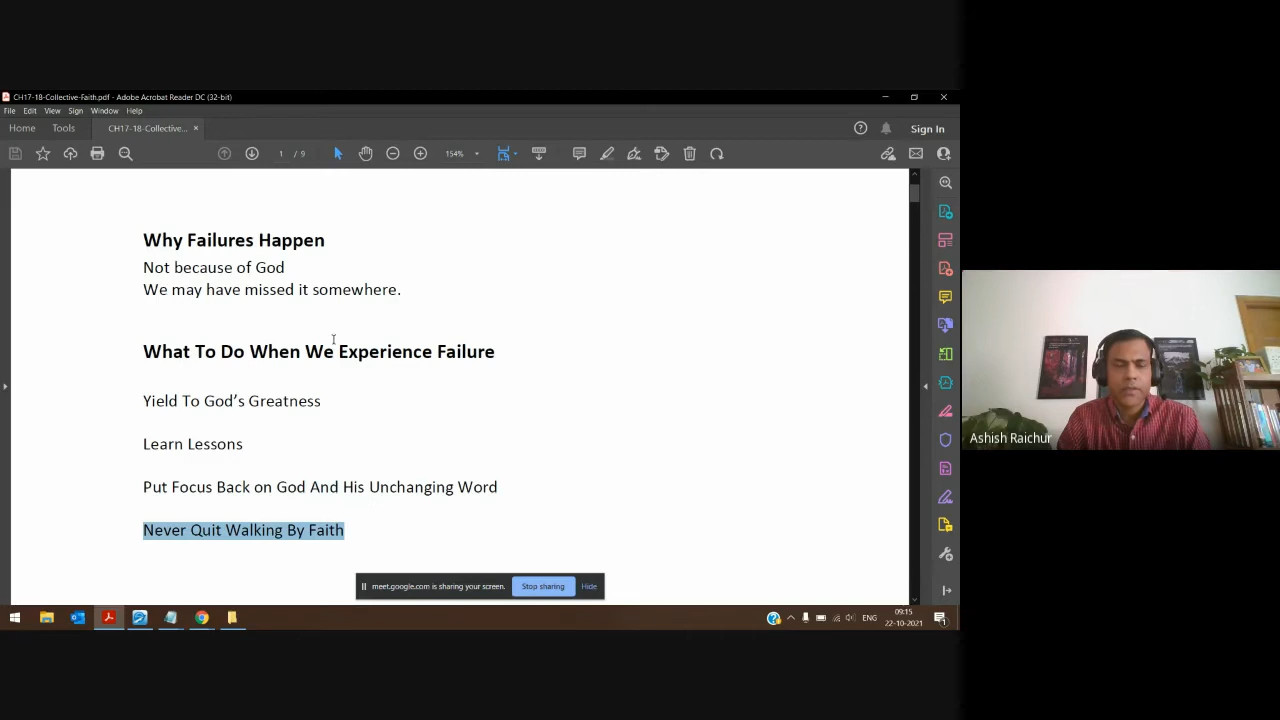 CH17-18-Collective-Faith.pdf - Adobe Acrobat Reader DC (32-bit)
File Edit View Sign Window Help
Home Tools CH17-18-Collective... × Sign In
1 / 9 154%
Why Failures Happen
Not because of God
We may have missed it somewhere.
What To Do When We Experience Failure
Yield To God’s Greatness
Learn Lessons
Put Focus Back on God And His Unchanging Word
Never Quit Walking By Faith
Ashish Raichur
meet.google.com is sharing your screen. Stop sharing Hide
ENG 09:15
22-10-2021